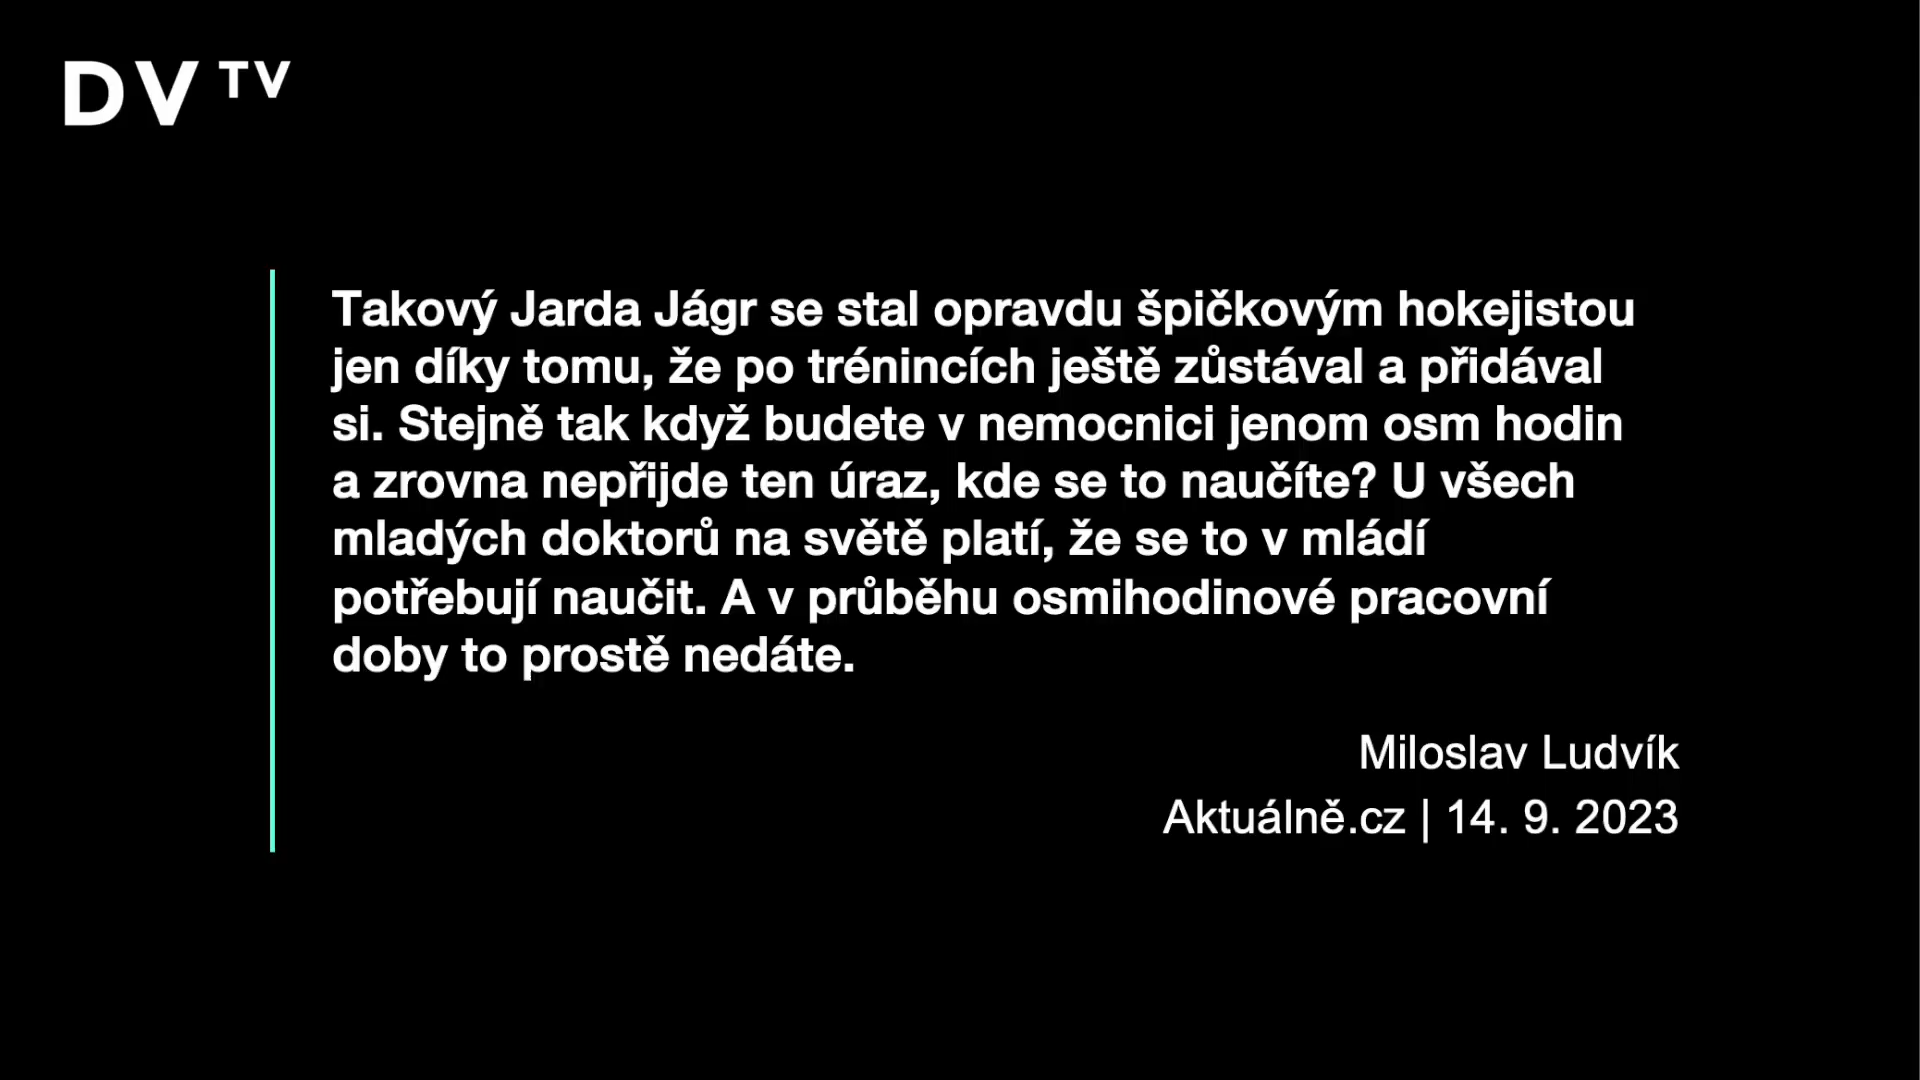 DVTV
Takový Jarda Jágr se stal opravdu špičkovým hokejistou
jen díky tomu, že po trénincích ještě zůstával a přidával
si. Stejně tak když budete v nemocnici jenom osm hodin
a zrovna nepřijde ten úraz, kde se to naučíte? U všech
mladých doktorů na světě platí, že se to v mládí
potřebují naučit. A v průběhu osmihodinové pracovní
doby to prostě nedáte.
Miloslav Ludvík
Aktuálně.cz | 14. 9. 2023